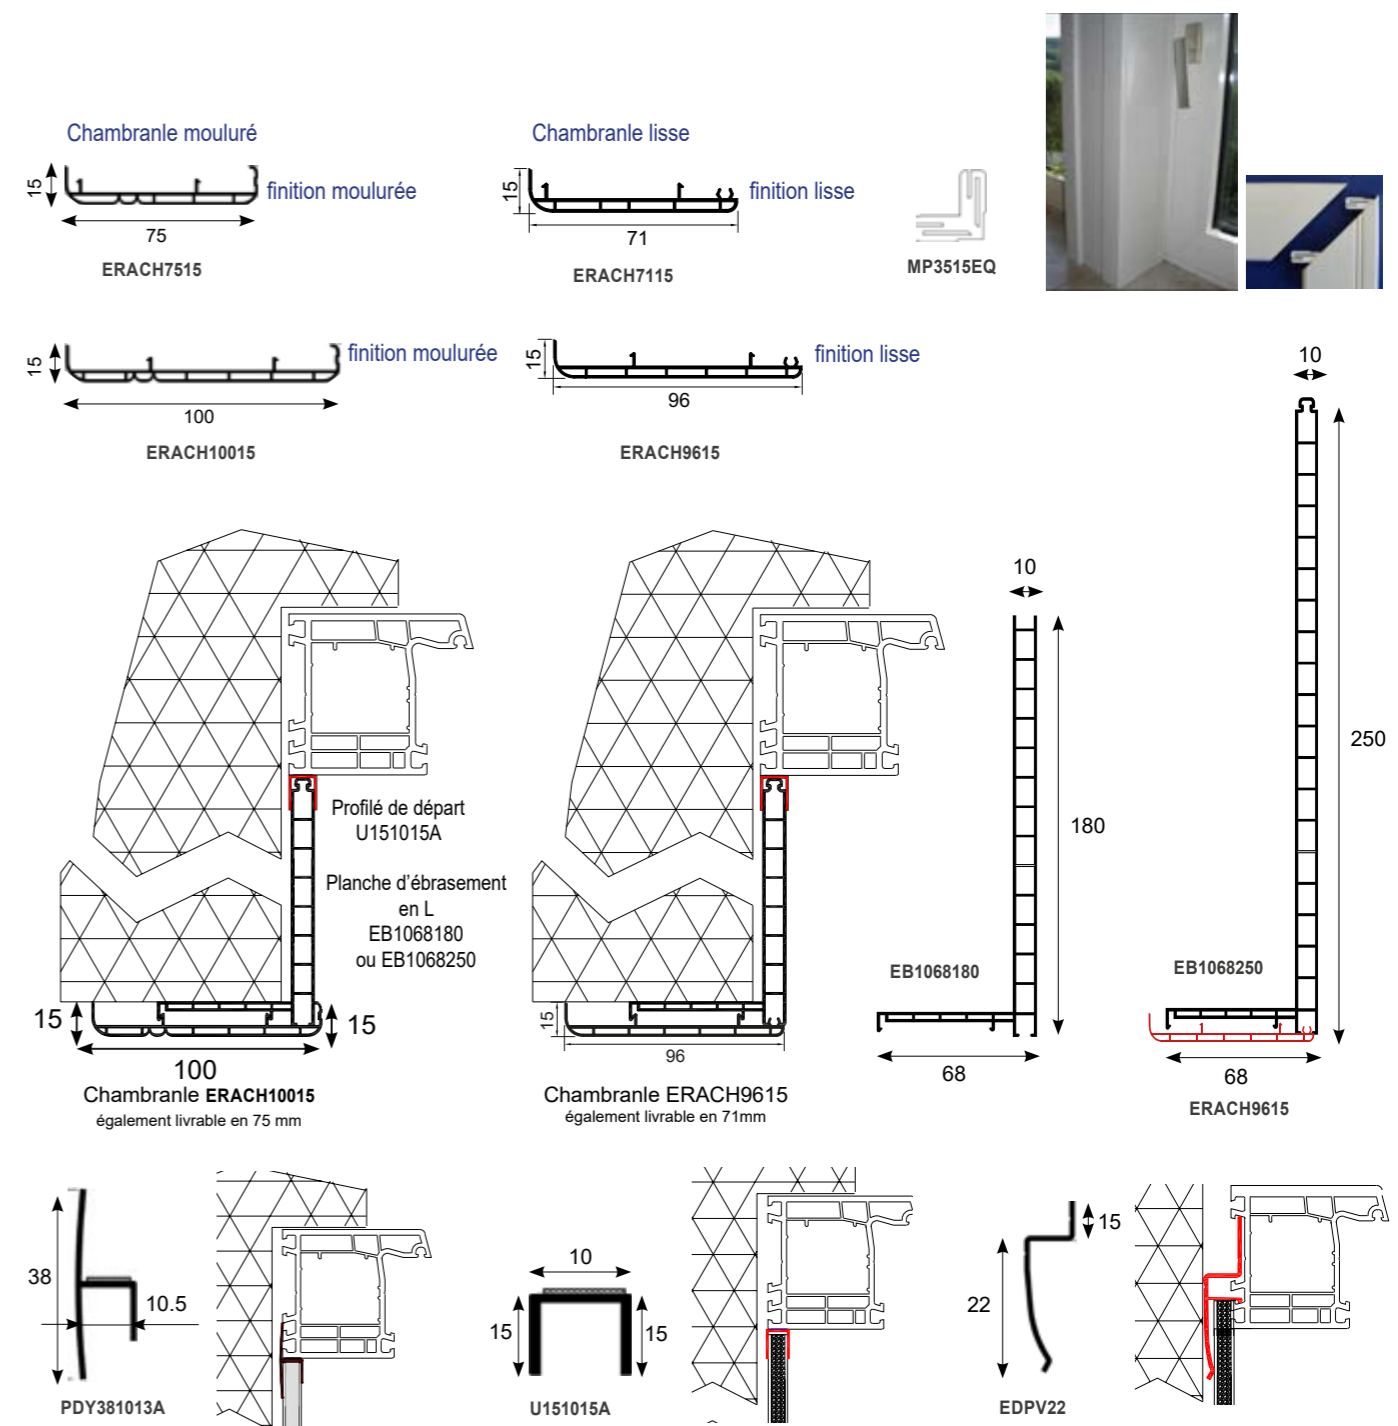 Chambranle mouluré
Chambranle lisse
15
finition moulurée
75
ERACH7515
15
finition lisse
71
ERACH7115
MP3515EQ
15
finition moulurée
100
ERACH10015
15
finition lisse
96
ERACH9615
10
250
10
180
Profilé de départ
U151015A
Planche d'ébrasement
en L
EB1068180
ou EB1068250
EB1068180
EB1068250
15
15
100
Chambranle ERACH10015
également livrable en 75 mm
15
96
Chambranle ERACH9615
également livrable en 71mm
68
68
ERACH9615
38
10.5
PDY381013A
10
15
15
U151015A
15
22
EDPV22